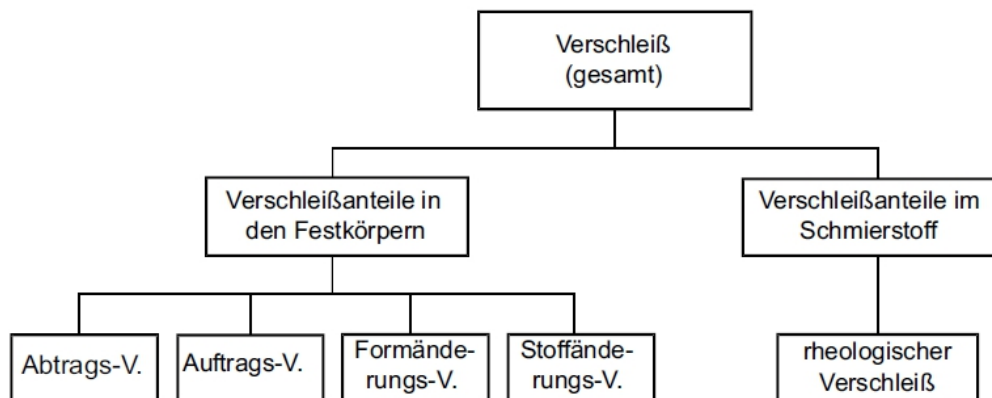 Verschleiß
(gesamt)
Verschleißanteile in
den Festkörpern
Verschleißanteile im
Schmierstoff
Abtrags-V.
Auftrags-V.
Formände-
rungs-V.
Stoffände-
rungs-V.
rheologischer
Verschleiß